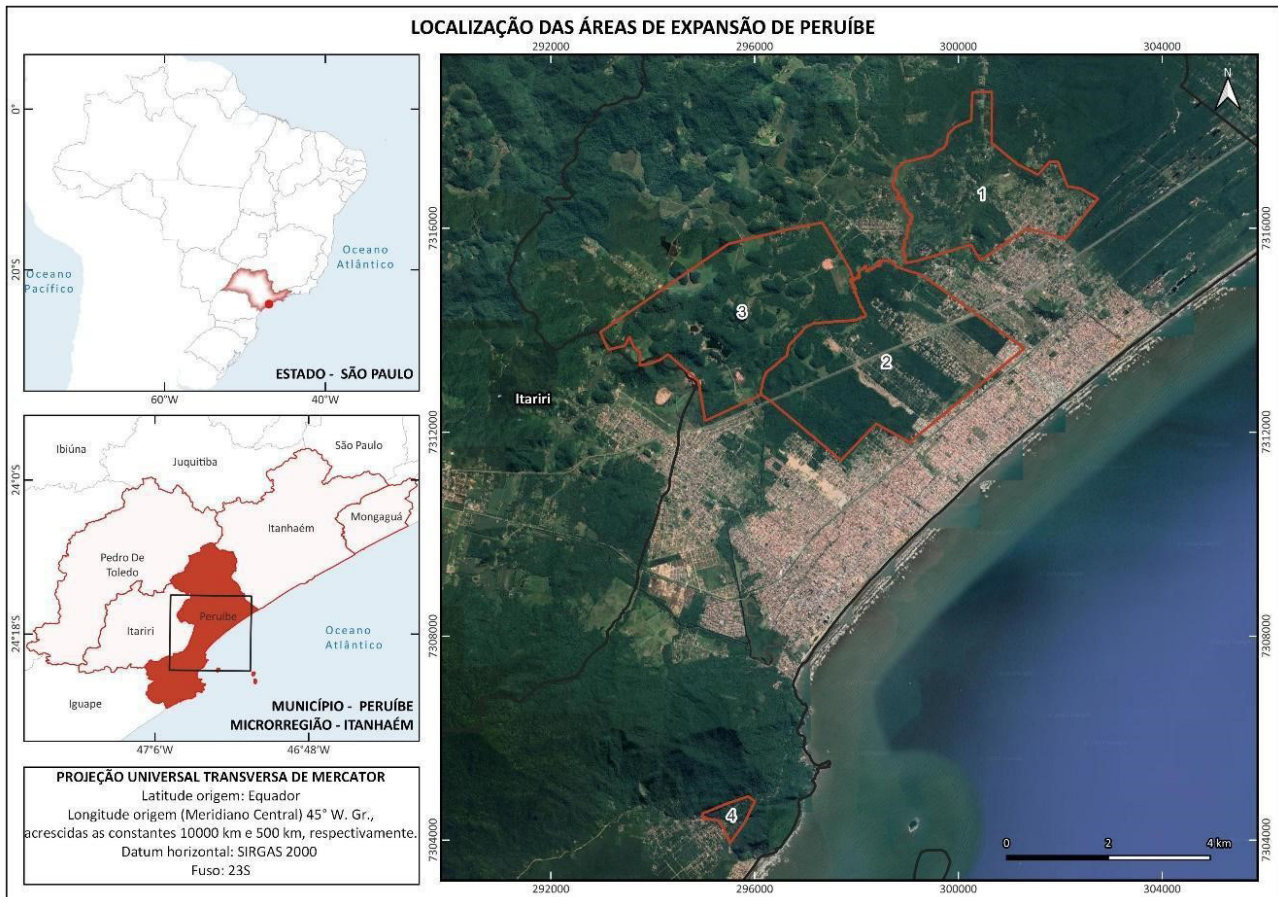 LOCALIZAÇÃO DAS ÁREAS DE EXPANSÃO DE PERUÍBE
0°
20°S
60°W
40°W
Oceano
Pacífico
Oceano
Atlântico
ESTADO - SÃO PAULO
24°0'S
24°18'S
47°6'W
46°48'W
Ibiúna
Juquitiba
São Paulo
Itanhaém
Mongaguá
Pedro De
Toledo
Itariri
Peruíbe
Iguape
Oceano
Atlântico
MUNICÍPIO - PERUÍBE
MICRORREGIÃO - ITANHAÉM
PROJEÇÃO UNIVERSAL TRANSVERSA DE MERCATOR
Latitude origem: Equador
Longitude origem (Meridiano Central) 45° W. Gr.,
acrescidas as constantes 10000 km e 500 km, respectivamente.
Datum horizontal: SIRGAS 2000
Fuso: 23S
292000
296000
300000
304000
7316000
7312000
7308000
7304000
N
1
2
3
4
Itariri
7316000
7312000
7308000
7304000
0
2
4 km
292000
296000
300000
304000